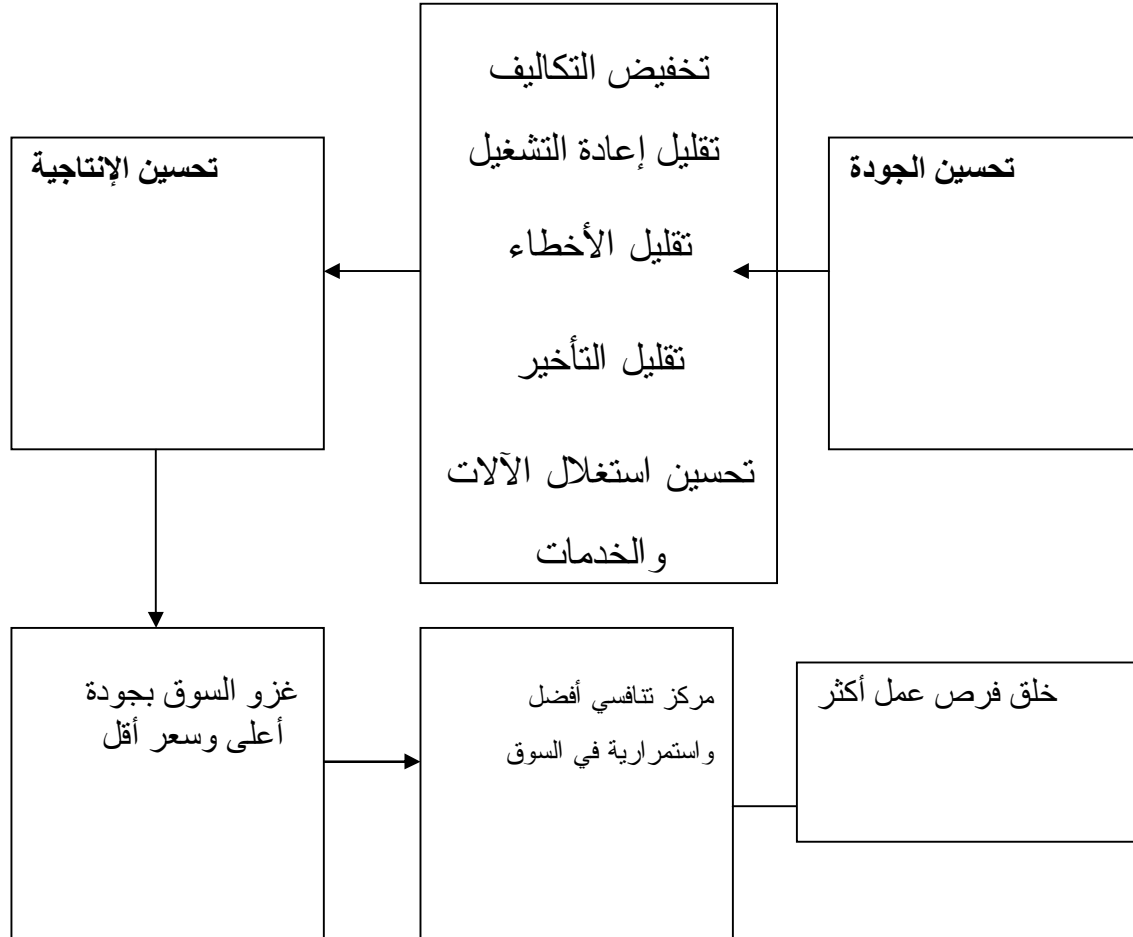 تحسين الجودة
تخفيض التكاليف
تقليل إعادة التشغيل
تقليل الأخطاء
تقليل التأخير
تحسين استغلال الآلات
والخدمات
تحسين الإنتاجية
غزو السوق بجودة
أعلى وسعر أقل
مركز تنافسي أفضل
واستمرارية في السوق
خلق فرص عمل أكثر